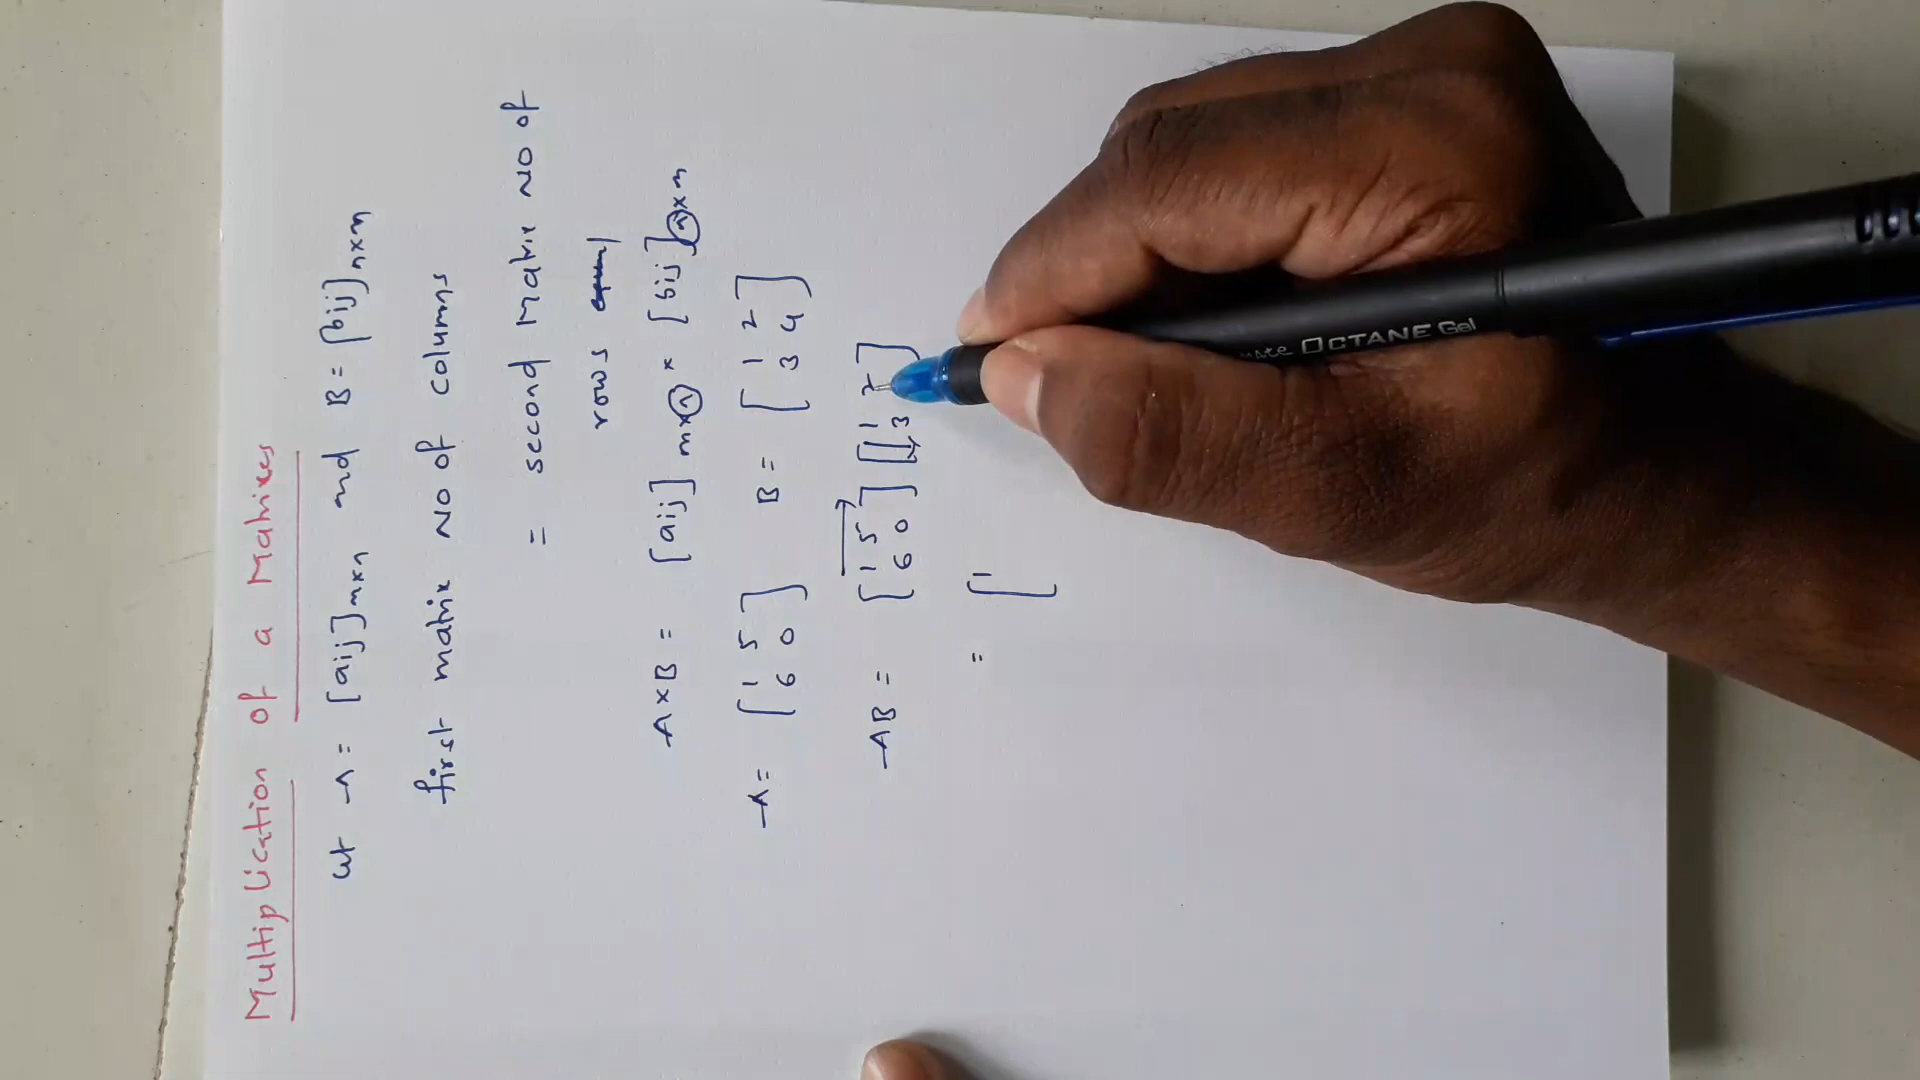 Multiplication of a Matrices
let A = [aij]mxn and B = [bij]nxm
first matrix No of columns
= second Matrix No of
rows
A×B = [aij] m×n × [bij] n×m
A = [1 5
6 0] B = [1 2
3 4]
AB = [1 5
6 0] [1 2
3
= [1
OCTANE Gel